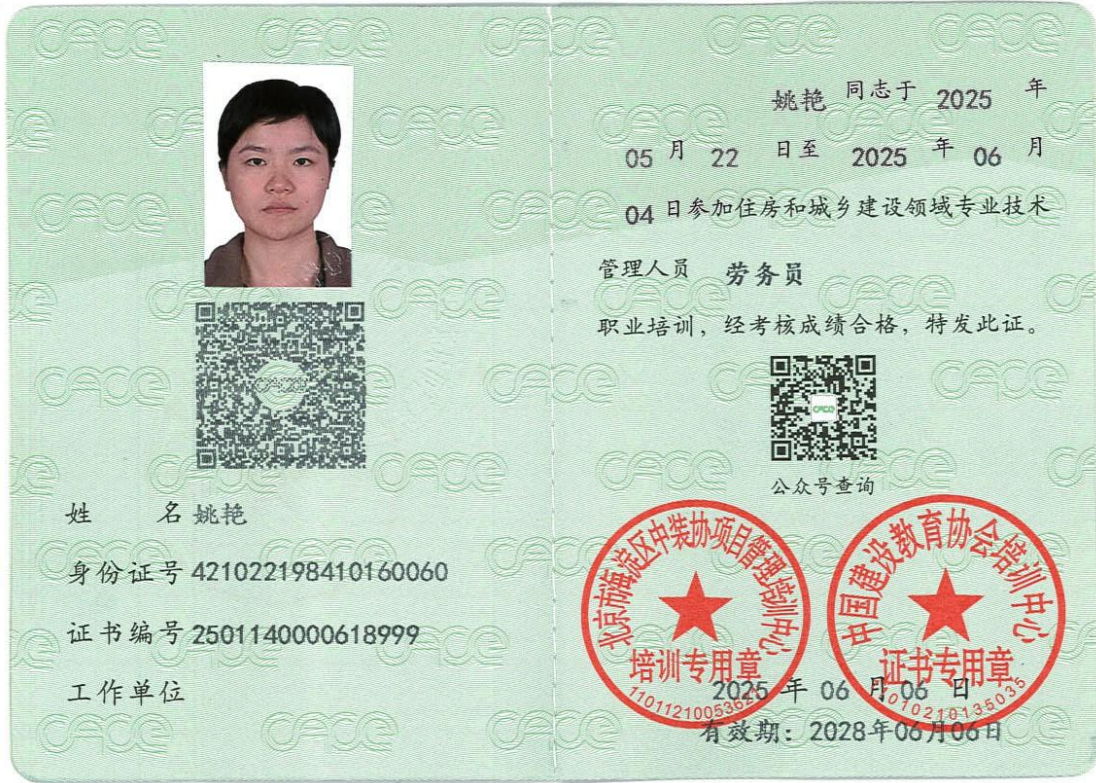 姓 名 姚艳
身份证号 421022198410160060
证书编号 2501140000618999
工作单位
姚艳 同志于 2025 年
05 月 22 日至 2025 年 06 月
04 日参加住房和城乡建设领域专业技术
管理人员 劳务员
职业培训，经考核成绩合格，特发此证。
CACE
公众号查询
北京市海淀区中装协项目管理培训中心
培训专用章
中国建设教育协会培训中心
证书专用章
2025 年 06 月 06 日
有效期：2028年06月06日